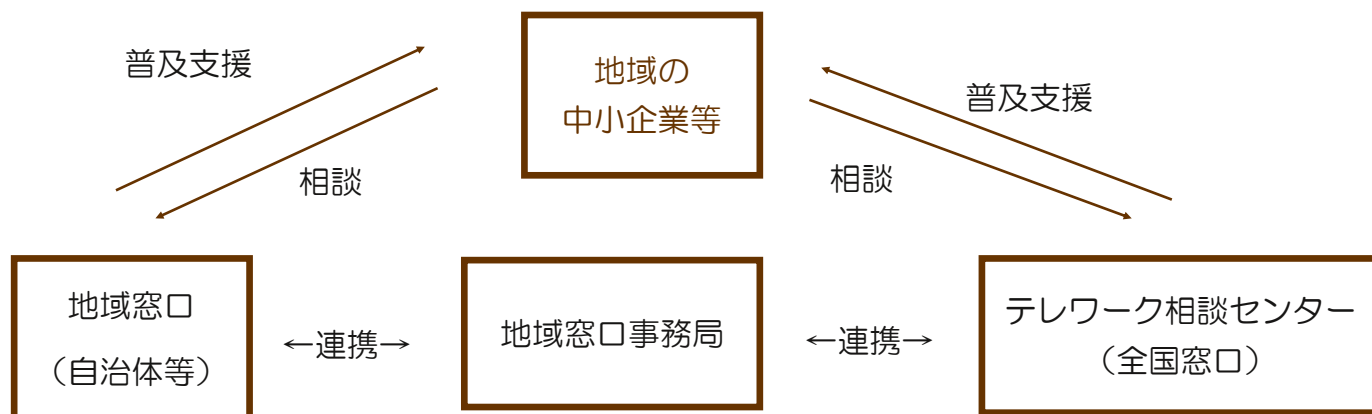 普及支援
地域の
中小企業等
普及支援
相談
相談
地域窓口
（自治体等）
←連携→
地域窓口事務局
←連携→
テレワーク相談センター
（全国窓口）